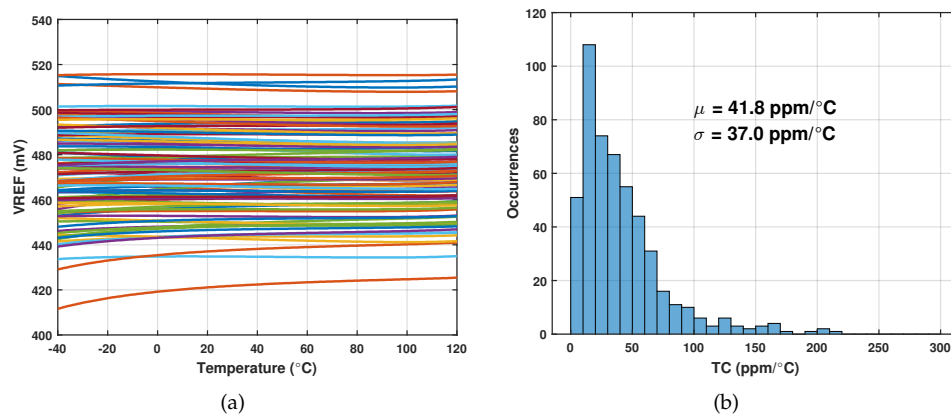 540
520
500
480
460
440
420
400
VREF (mV)
-40 -20 0 20 40 60 80 100 120
Temperature (°C)
(a)
120
100
80
60
40
20
0
Occurrences
μ = 41.8 ppm/°C
σ = 37.0 ppm/°C
0 50 100 150 200 250 300
TC (ppm/°C)
(b)